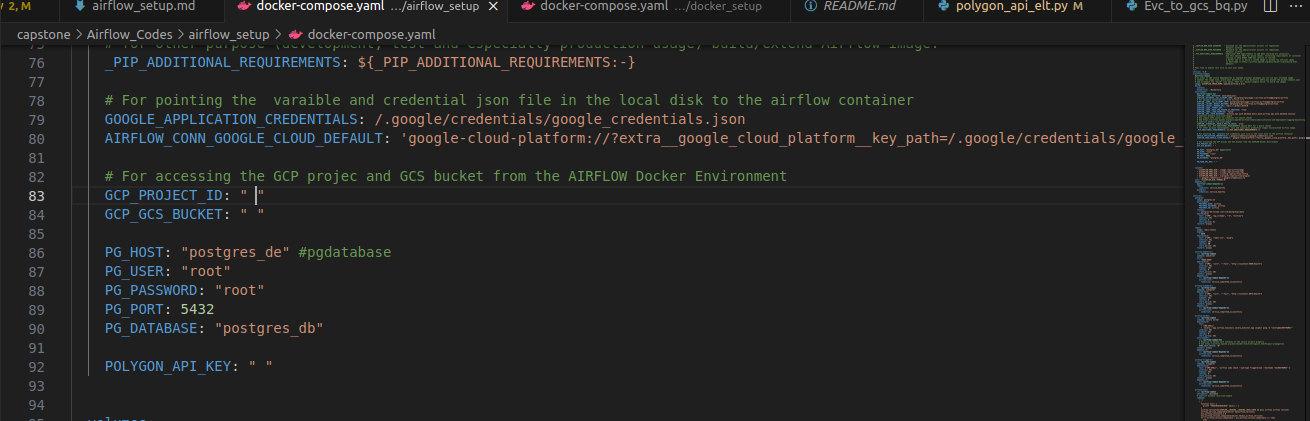 2, M airflow_setup.md docker-compose.yaml .../airflow_setup docker-compose.yaml .../docker_setup README.md polygon_api_elt.py M Evc_to_gcs_bq.py
capstone > Airflow_Codes > airflow_setup > docker-compose.yaml
75 # for other purpose (development, test and especially production usage) build/extend Airflow image.
76 _PIP_ADDITIONAL_REQUIREMENTS: ${_PIP_ADDITIONAL_REQUIREMENTS:-}
77
78 # For pointing the  varaible and credential json file in the local disk to the airflow container
79 GOOGLE_APPLICATION_CREDENTIALS: /.google/credentials/google_credentials.json
80 AIRFLOW_CONN_GOOGLE_CLOUD_DEFAULT: 'google-cloud-platform://?extra__google_cloud_platform__key_path=/.google/credentials/google_
81
82 # For accessing the GCP projec and GCS bucket from the AIRFLOW Docker Environment
83 GCP_PROJECT_ID: " "
84 GCP_GCS_BUCKET: " "
85
86 PG_HOST: "postgres_de" #pgdatabase
87 PG_USER: "root"
88 PG_PASSWORD: "root"
89 PG_PORT: 5432
90 PG_DATABASE: "postgres_db"
91
92 POLYGON_API_KEY: " "
93
94
95 volumes: